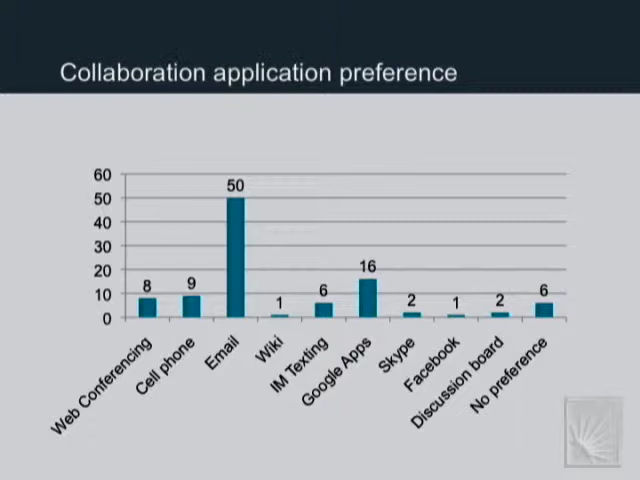 Collaboration application preference
60
50
40
30
20
10
0
8
9
50
1
6
16
2
1
2
6
Web Conferencing
Cell phone
Email
Wiki
IM Texting
Google Apps
Skype
Facebook
Discussion board
No preference